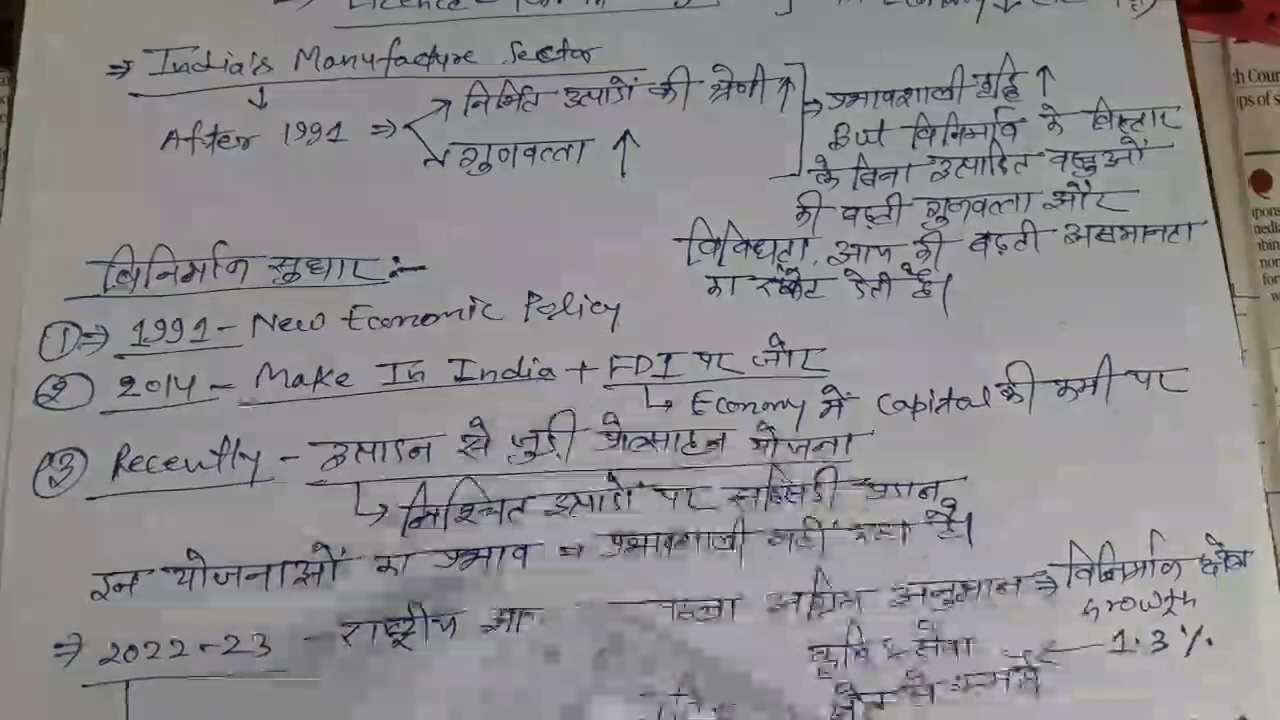 ⇒ India's Manufacture Sector
↓
After 1991 ⇒
→ निर्मित उत्पादों की श्रेणी ↑
→ गुणवत्ता ↑
→ प्रभावशाली वृद्धि ↑
But विनिर्माण के विस्तार
के बिना उत्पादित वस्तुओं
की बढ़ती गुणवत्ता और
विविधता, आय की बढ़ती असमानता
का संकेत देती है।
विनिर्माण सुधार :-
① ⇒ 1991 - New Economic Policy
② 2014 - Make In India + FDI पर जोर
↳ Economy में Capital की कमी पर
③ Recently - उत्पादन से जुड़ी प्रोत्साहन योजना
↳ निश्चित उत्पादों पर सब्सिडी प्रदान
इन योजनाओं का प्रभाव ⇒ प्रभावशाली नहीं रहा है।
⇒ 2022-23 - राष्ट्रीय आ पहला अग्रिम अनुमान ⇒ विनिर्माण क्षेत्र
Growth
कृषि & सेवा ← 1.3%